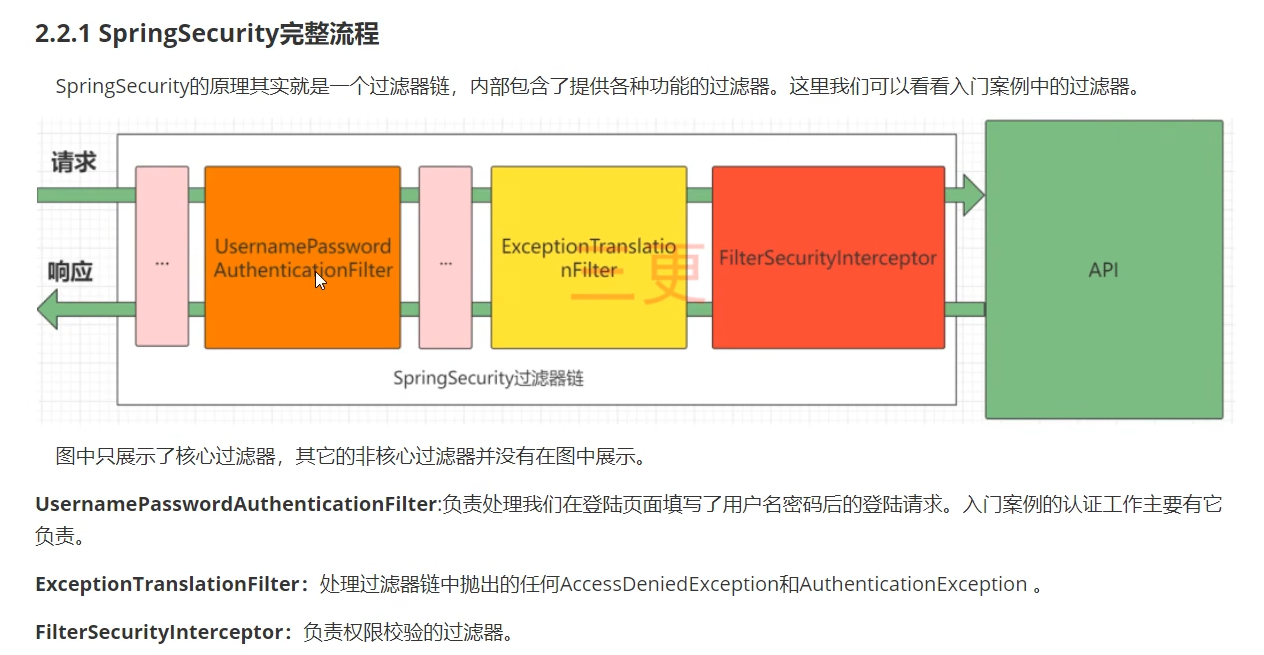 2.2.1 SpringSecurity完整流程
SpringSecurity的原理其实就是一个过滤器链，内部包含了提供各种功能的过滤器。这里我们可以看看入门案例中的过滤器。
请求
响应
...
UsernamePassword
AuthenticationFilter
...
ExceptionTranslatio
nFilter
三更
FilterSecurityInterceptor
API
SpringSecurity过滤器链
图中只展示了核心过滤器，其它的非核心过滤器并没有在图中展示。
UsernamePasswordAuthenticationFilter:负责处理我们在登陆页面填写了用户名密码后的登陆请求。入门案例的认证工作主要有它
负责。
ExceptionTranslationFilter：处理过滤器链中抛出的任何AccessDeniedException和AuthenticationException 。
FilterSecurityInterceptor：负责权限校验的过滤器。